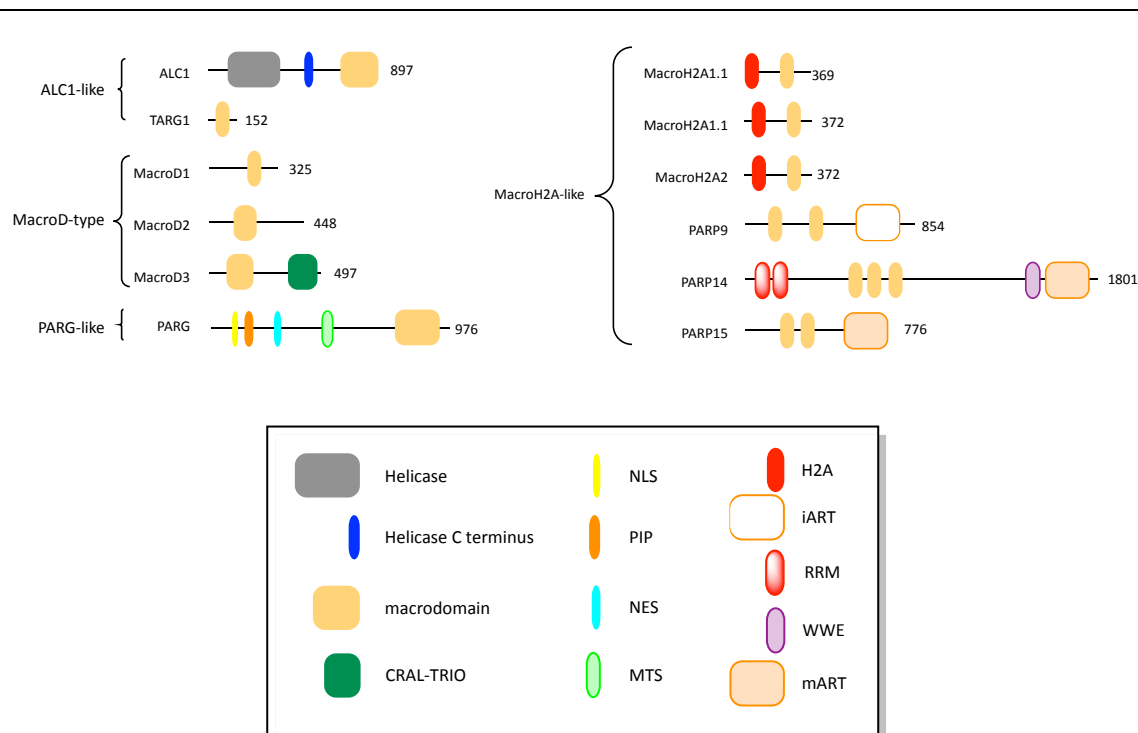 ALC1-like
ALC1
897
TARG1
152
MacroD-type
MacroD1
325
MacroD2
448
MacroD3
497
PARG-like
PARG
976
MacroH2A-like
MacroH2A1.1
369
MacroH2A1.1
372
MacroH2A2
372
PARP9
854
PARP14
1801
PARP15
776
Helicase
Helicase C terminus
macrodomain
CRAL-TRIO
NLS
PIP
NES
MTS
H2A
iART
RRM
WWE
mART